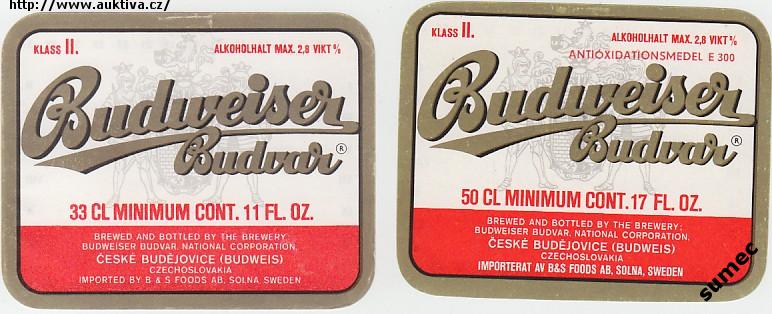 http://www.auktiva.cz/
KLASS II.
ALKOHOLHALT MAX. 2,8 VIKT %
Budweiser
Budvar ®
33 CL MINIMUM CONT. 11 FL. OZ.
BREWED AND BOTTLED BY THE BREWERY:
BUDWEISER BUDVAR, NATIONAL CORPORATION,
ČESKÉ BUDĚJOVICE (BUDWEIS)
CZECHOSLOVAKIA
IMPORTED BY B & S FOODS AB, SOLNA, SWEDEN
KLASS II.
ALKOHOLHALT MAX. 2,8 VIKT %
ANTIOXIDATIONSMEDEL E 300
Budweiser
Budvar ®
50 CL MINIMUM CONT. 17 FL. OZ.
BREWED AND BOTTLED BY THE BREWERY:
BUDWEISER BUDVAR, NATIONAL CORPORATION,
ČESKÉ BUDĚJOVICE (BUDWEIS)
CZECHOSLOVAKIA
IMPORTERAT AV B&S FOODS AB, SOLNA, SWEDEN
sumec